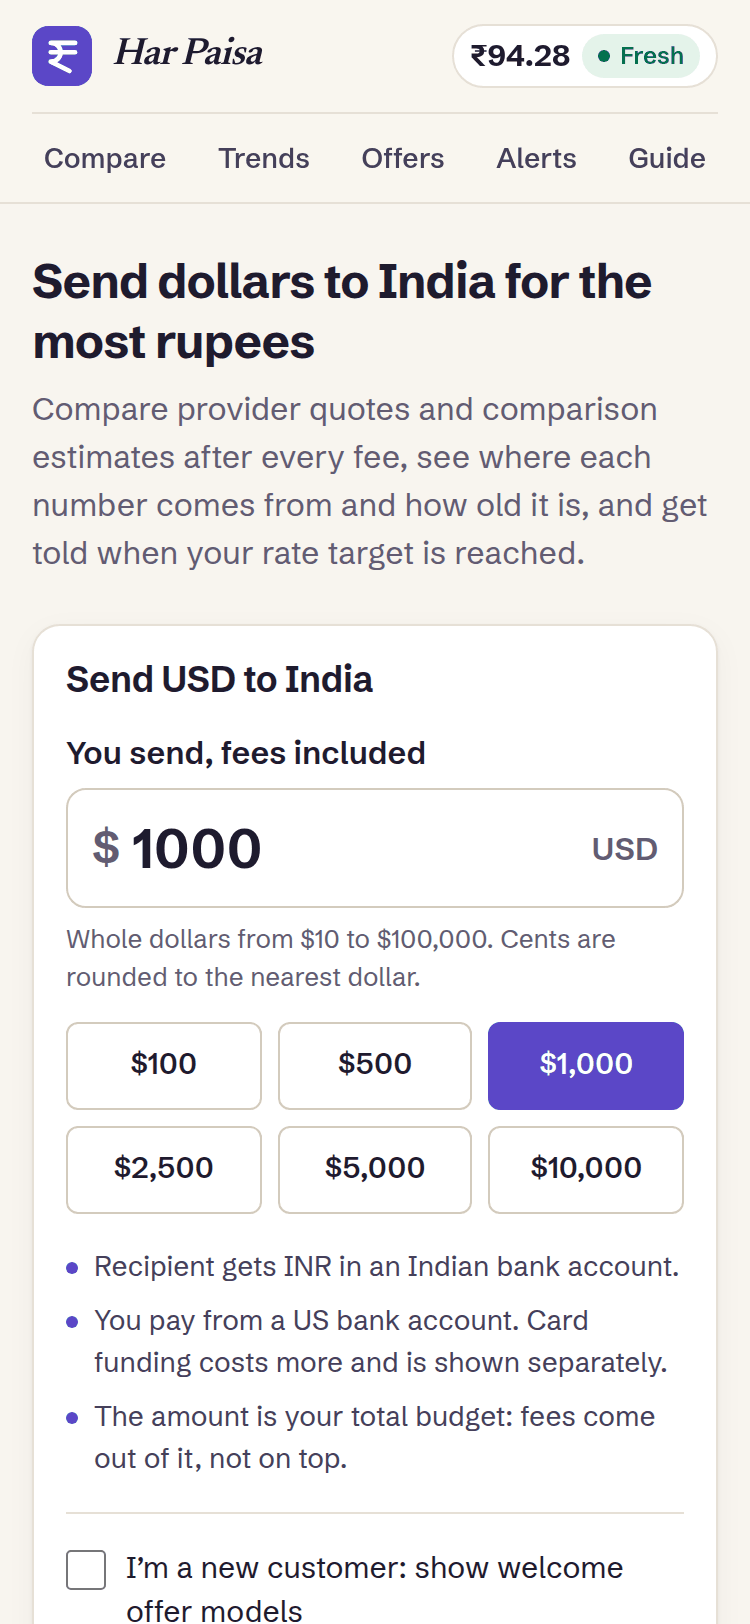 ₹ Har Paisa ₹94.28 Fresh
Compare Trends Offers Alerts Guide
Send dollars to India for the
most rupees
Compare provider quotes and comparison
estimates after every fee, see where each
number comes from and how old it is, and get
told when your rate target is reached.
Send USD to India
You send, fees included
$ 1000 USD
Whole dollars from $10 to $100,000. Cents are
rounded to the nearest dollar.
$100 $500 $1,000
$2,500 $5,000 $10,000
Recipient gets INR in an Indian bank account.
You pay from a US bank account. Card
funding costs more and is shown separately.
The amount is your total budget: fees come
out of it, not on top.
I’m a new customer: show welcome
offer models